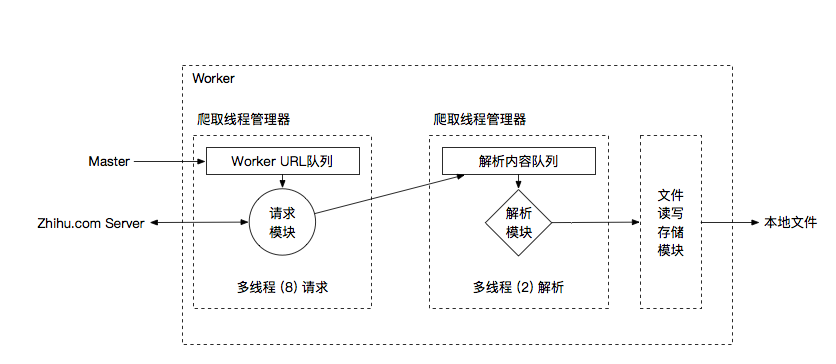 Worker
爬取线程管理器
爬取线程管理器
Master
Worker URL队列
解析内容队列
Zhihu.com Server
请求
模块
解析
模块
文件
读写
存储
模块
本地文件
多线程 (8) 请求
多线程 (2) 解析